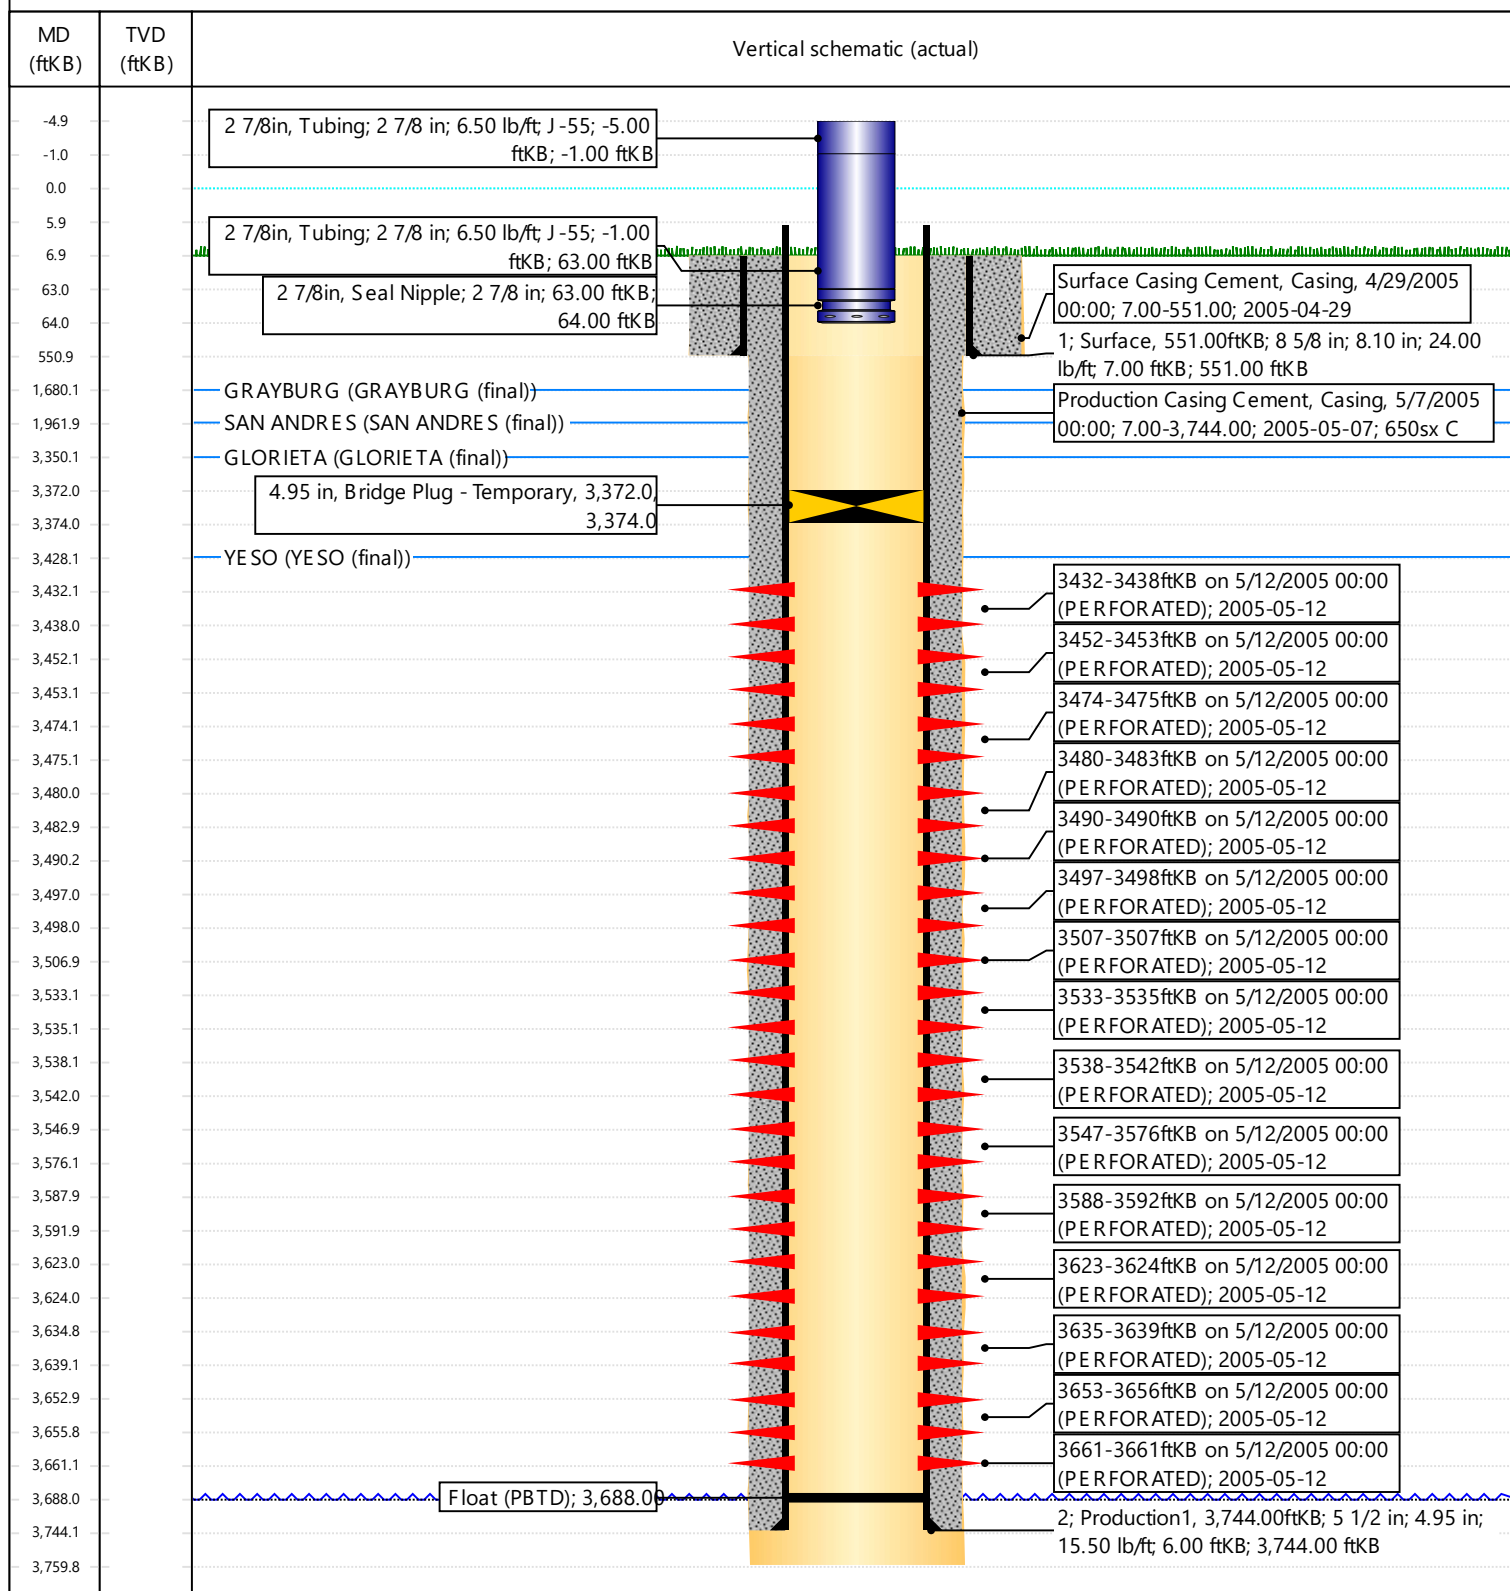 MD
(ftKB)
TVD
(ftKB)
Vertical schematic (actual)
-4.9
-1.0
0.0
5.9
6.9
63.0
64.0
550.9
1,680.1
1,961.9
3,350.1
3,372.0
3,374.0
3,428.1
3,432.1
3,438.0
3,452.1
3,453.1
3,474.1
3,475.1
3,480.0
3,482.9
3,490.2
3,497.0
3,498.0
3,506.9
3,533.1
3,535.1
3,538.1
3,542.0
3,546.9
3,576.1
3,587.9
3,591.9
3,623.0
3,624.0
3,634.8
3,639.1
3,652.9
3,655.8
3,661.1
3,688.0
3,744.1
3,759.8
2 7/8in, Tubing; 2 7/8 in; 6.50 lb/ft; J-55; -5.00
ftKB; -1.00 ftKB
2 7/8in, Tubing; 2 7/8 in; 6.50 lb/ft; J-55; -1.00
ftKB; 63.00 ftKB
2 7/8in, Seal Nipple; 2 7/8 in; 63.00 ftKB;
64.00 ftKB
GRAYBURG (GRAYBURG (final))
SAN ANDRES (SAN ANDRES (final))
GLORIETA (GLORIETA (final))
4.95 in, Bridge Plug - Temporary, 3,372.0,
3,374.0
YESO (YESO (final))
Float (PBTD); 3,688.00
Surface Casing Cement, Casing, 4/29/2005
00:00; 7.00-551.00; 2005-04-29
1; Surface, 551.00ftKB; 8 5/8 in; 8.10 in; 24.00
lb/ft; 7.00 ftKB; 551.00 ftKB
Production Casing Cement, Casing, 5/7/2005
00:00; 7.00-3,744.00; 2005-05-07; 650sx C
3432-3438ftKB on 5/12/2005 00:00
(PERFORATED); 2005-05-12
3452-3453ftKB on 5/12/2005 00:00
(PERFORATED); 2005-05-12
3474-3475ftKB on 5/12/2005 00:00
(PERFORATED); 2005-05-12
3480-3483ftKB on 5/12/2005 00:00
(PERFORATED); 2005-05-12
3490-3490ftKB on 5/12/2005 00:00
(PERFORATED); 2005-05-12
3497-3498ftKB on 5/12/2005 00:00
(PERFORATED); 2005-05-12
3507-3507ftKB on 5/12/2005 00:00
(PERFORATED); 2005-05-12
3533-3535ftKB on 5/12/2005 00:00
(PERFORATED); 2005-05-12
3538-3542ftKB on 5/12/2005 00:00
(PERFORATED); 2005-05-12
3547-3576ftKB on 5/12/2005 00:00
(PERFORATED); 2005-05-12
3588-3592ftKB on 5/12/2005 00:00
(PERFORATED); 2005-05-12
3623-3624ftKB on 5/12/2005 00:00
(PERFORATED); 2005-05-12
3635-3639ftKB on 5/12/2005 00:00
(PERFORATED); 2005-05-12
3653-3656ftKB on 5/12/2005 00:00
(PERFORATED); 2005-05-12
3661-3661ftKB on 5/12/2005 00:00
(PERFORATED); 2005-05-12
2; Production1, 3,744.00ftKB; 5 1/2 in; 4.95 in;
15.50 lb/ft; 6.00 ftKB; 3,744.00 ftKB